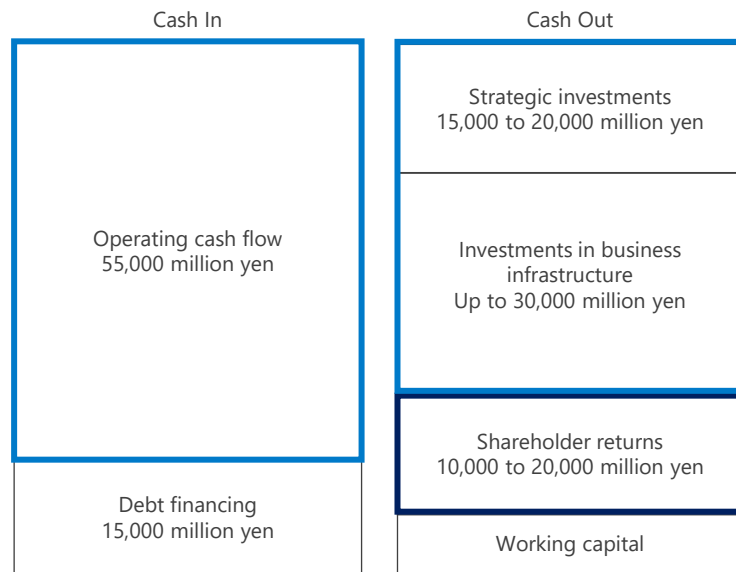 Cash In
Operating cash flow
55,000 million yen
Debt financing
15,000 million yen
Cash Out
Strategic investments
15,000 to 20,000 million yen
Investments in business
infrastructure
Up to 30,000 million yen
Shareholder returns
10,000 to 20,000 million yen
Working capital